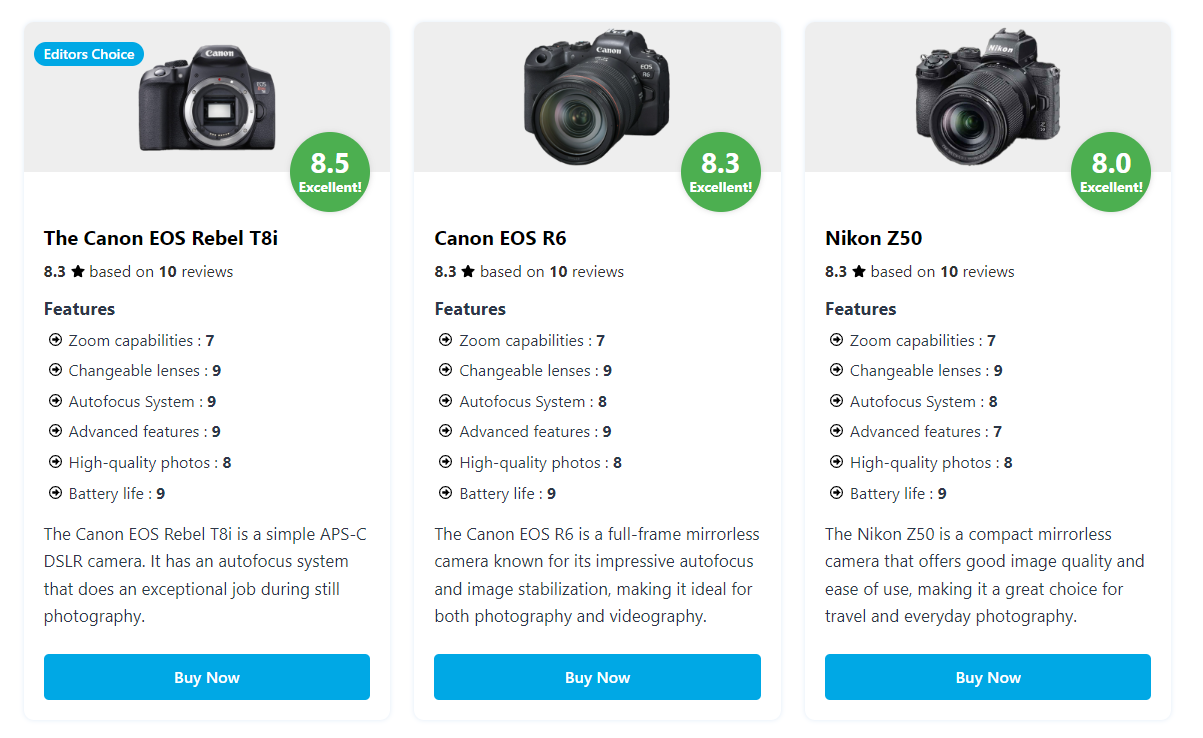 Editors Choice
Canon
EOS
8.5
Excellent!
The Canon EOS Rebel T8i
8.3 ★ based on 10 reviews
Features
Zoom capabilities : 7
Changeable lenses : 9
Autofocus System : 9
Advanced features : 9
High-quality photos : 8
Battery life : 9
The Canon EOS Rebel T8i is a simple APS-C
DSLR camera. It has an autofocus system
that does an exceptional job during still
photography.
Buy Now
Canon
EOS
R6
8.3
Excellent!
Canon EOS R6
8.3 ★ based on 10 reviews
Features
Zoom capabilities : 7
Changeable lenses : 9
Autofocus System : 8
Advanced features : 9
High-quality photos : 8
Battery life : 9
The Canon EOS R6 is a full-frame mirrorless
camera known for its impressive autofocus
and image stabilization, making it ideal for
both photography and videography.
Buy Now
Nikon
8.0
Excellent!
Nikon Z50
8.3 ★ based on 10 reviews
Features
Zoom capabilities : 7
Changeable lenses : 9
Autofocus System : 8
Advanced features : 7
High-quality photos : 8
Battery life : 9
The Nikon Z50 is a compact mirrorless
camera that offers good image quality and
ease of use, making it a great choice for
travel and everyday photography.
Buy Now